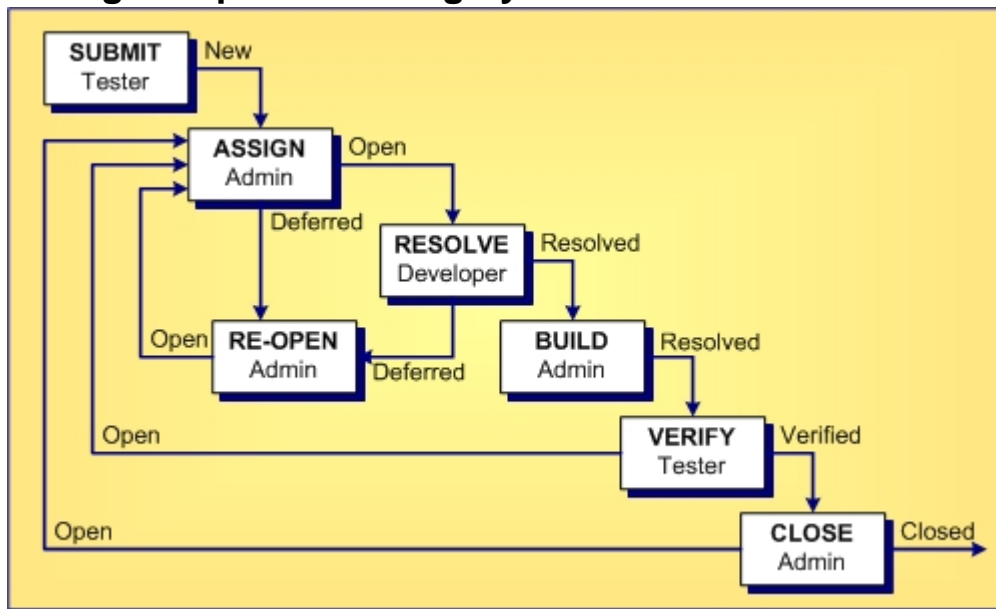 SUBMIT
Tester
New
ASSIGN
Admin
Open
Deferred
RESOLVE
Developer
Resolved
Open
RE-OPEN
Admin
Deferred
BUILD
Admin
Resolved
Open
VERIFY
Tester
Verified
Open
CLOSE
Admin
Closed